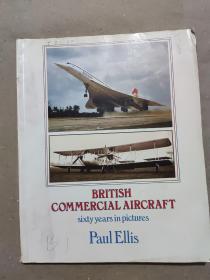 BRITISH
COMMERCIAL AIRCRAFT
sixty years in pictures
Paul Ellis